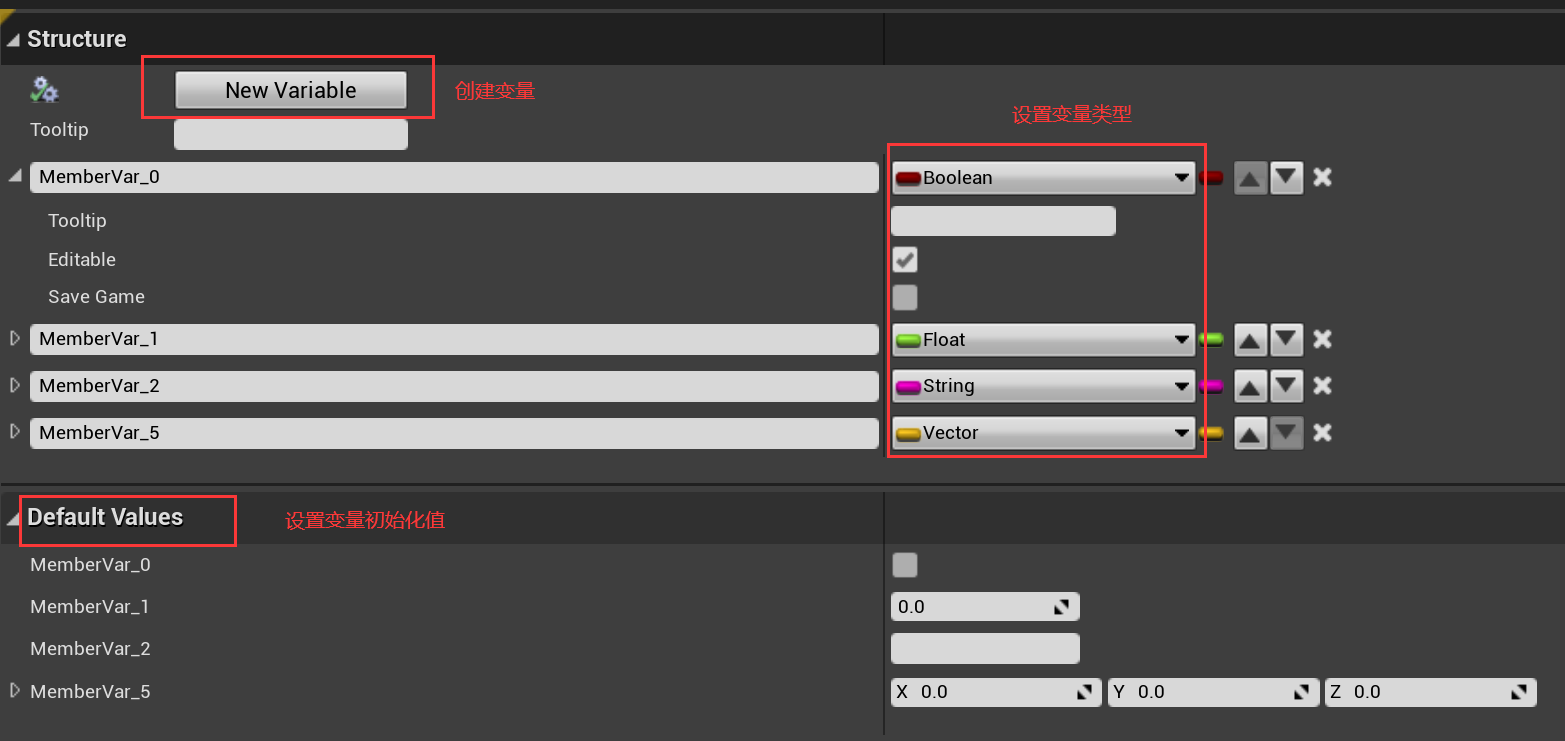 Structure
New Variable
创建变量
Tooltip
设置变量类型
MemberVar_0
Boolean
Tooltip
Editable
Save Game
MemberVar_1
Float
MemberVar_2
String
MemberVar_5
Vector
Default Values
设置变量初始化值
MemberVar_0
MemberVar_1
0.0
MemberVar_2
MemberVar_5
X 0.0
Y 0.0
Z 0.0